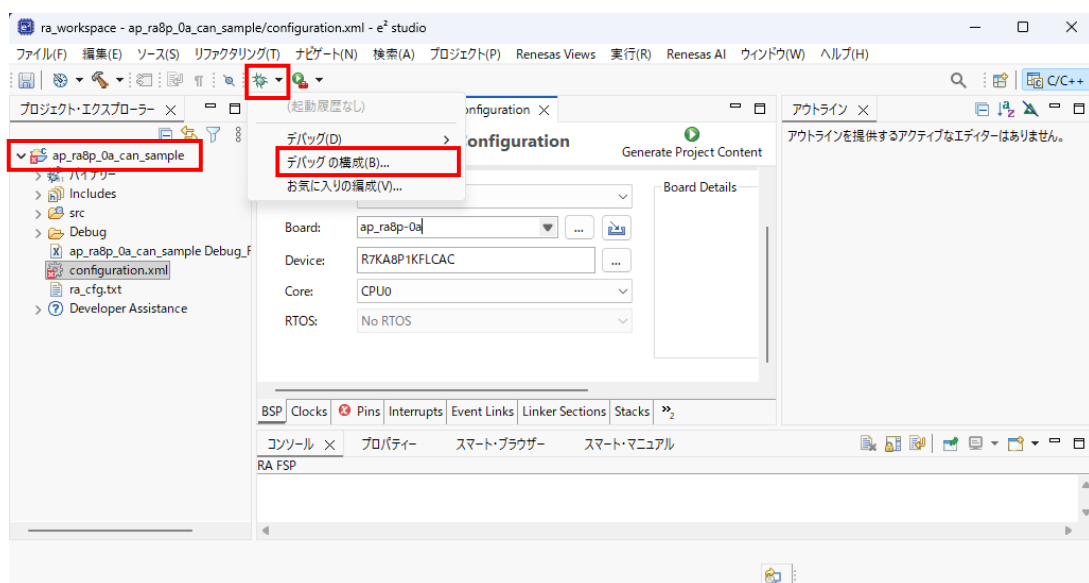 ra_workspace - ap_ra8p_0a_can_sample/configuration.xml - e² studio
ファイル(F) 編集(E) ソース(S) リファクタリング(T) ナビゲート(N) 検索(A) プロジェクト(P) Renesas Views 実行(R) Renesas AI ウィンドウ(W) ヘルプ(H)
C/C++
プロジェクト・エクスプローラー
ap_ra8p_0a_can_sample
バイナリー
Includes
src
Debug
ap_ra8p_0a_can_sample Debug_F
configuration.xml
ra_cfg.txt
Developer Assistance
(起動履歴なし)
デバッグ(D)
デバッグの構成(B)...
お気に入りの編成(V)...
onfiguration
onfiguration
Generate Project Content
Board Details
Board: ap_ra8p-0a ...
Device: R7KA8P1KFLCAC ...
Core: CPU0
RTOS: No RTOS
BSP Clocks Pins Interrupts Event Links Linker Sections Stacks »2
アウトライン
アウトラインを提供するアクティブなエディターはありません。
コンソール プロパティー スマート・ブラウザー スマート・マニュアル
RA FSP